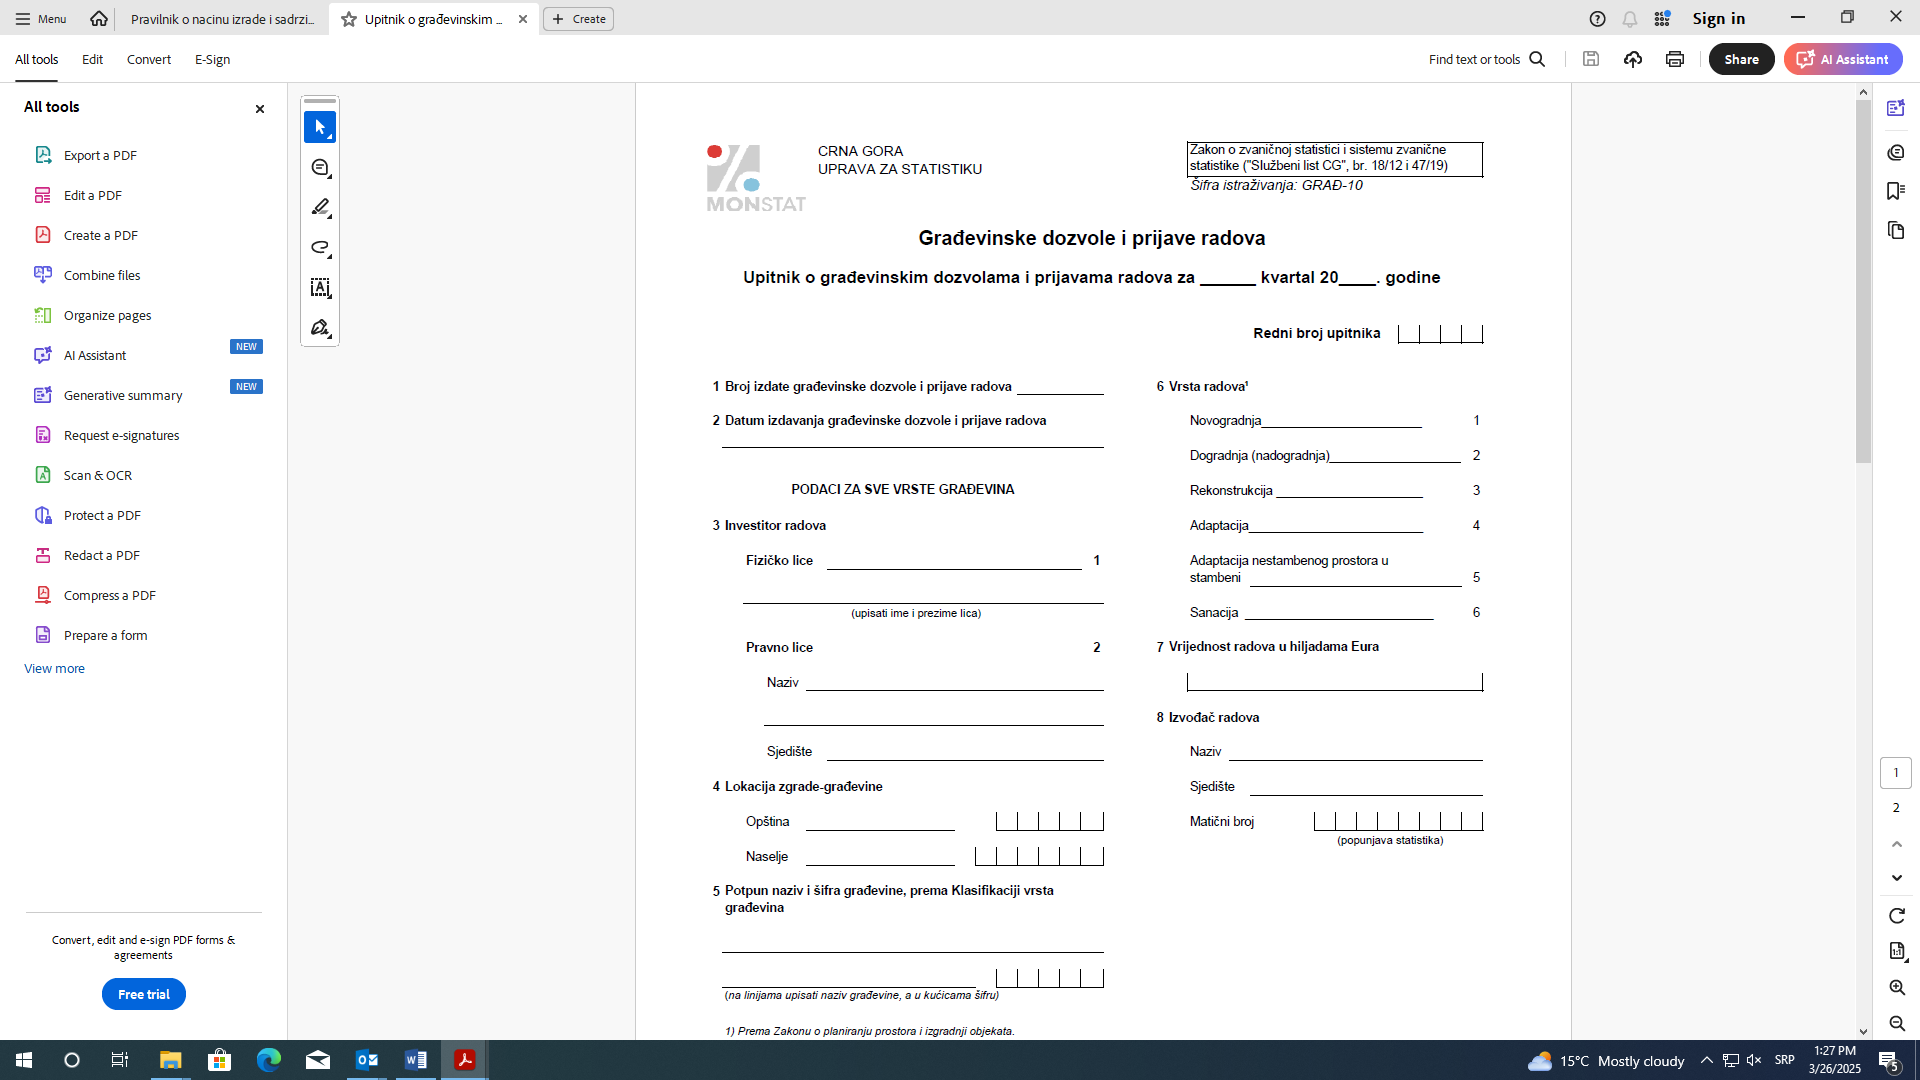 Menu
Pravilnik o nacinu izrade i sadrzi...
Upitnik o građevinskim ...
Create
Sign in
All tools
Edit
Convert
E-Sign
Find text or tools
Share
AI Assistant
All tools
Export a PDF
Edit a PDF
Create a PDF
Combine files
Organize pages
AI Assistant
NEW
Generative summary
NEW
Request e-signatures
Scan & OCR
Protect a PDF
Redact a PDF
Compress a PDF
Prepare a form
View more
Convert, edit and e-sign PDF forms &
agreements
Free trial
MONSTAT
CRNA GORA
UPRAVA ZA STATISTIKU
Zakon o zvaničnoj statistici i sistemu zvanične
statistike ("Službeni list CG", br. 18/12 i 47/19)
Šifra istraživanja: GRAĐ-10
Građevinske dozvole i prijave radova
Upitnik o građevinskim dozvolama i prijavama radova za ______ kvartal 20____. godine
Redni broj upitnika
1 Broj izdate građevinske dozvole i prijave radova
2 Datum izdavanja građevinske dozvole i prijave radova
PODACI ZA SVE VRSTE GRAĐEVINA
3 Investitor radova
Fizičko lice 1
(upisati ime i prezime lica)
Pravno lice 2
Naziv
Sjedište
4 Lokacija zgrade-građevine
Opština
Naselje
5 Potpun naziv i šifra građevine, prema Klasifikaciji vrsta
građevina
(na linijama upisati naziv građevine, a u kućicama šifru)
1) Prema Zakonu o planiranju prostora i izgradnji objekata.
6 Vrsta radova¹
Novogradnja 1
Dogradnja (nadogradnja) 2
Rekonstrukcija 3
Adaptacija 4
Adaptacija nestambenog prostora u
stambeni 5
Sanacija 6
7 Vrijednost radova u hiljadama Eura
8 Izvođač radova
Naziv
Sjedište
Matični broj
(popunjava statistika)
1
2
15°C Mostly cloudy
SRP
1:27 PM
3/26/2025
5